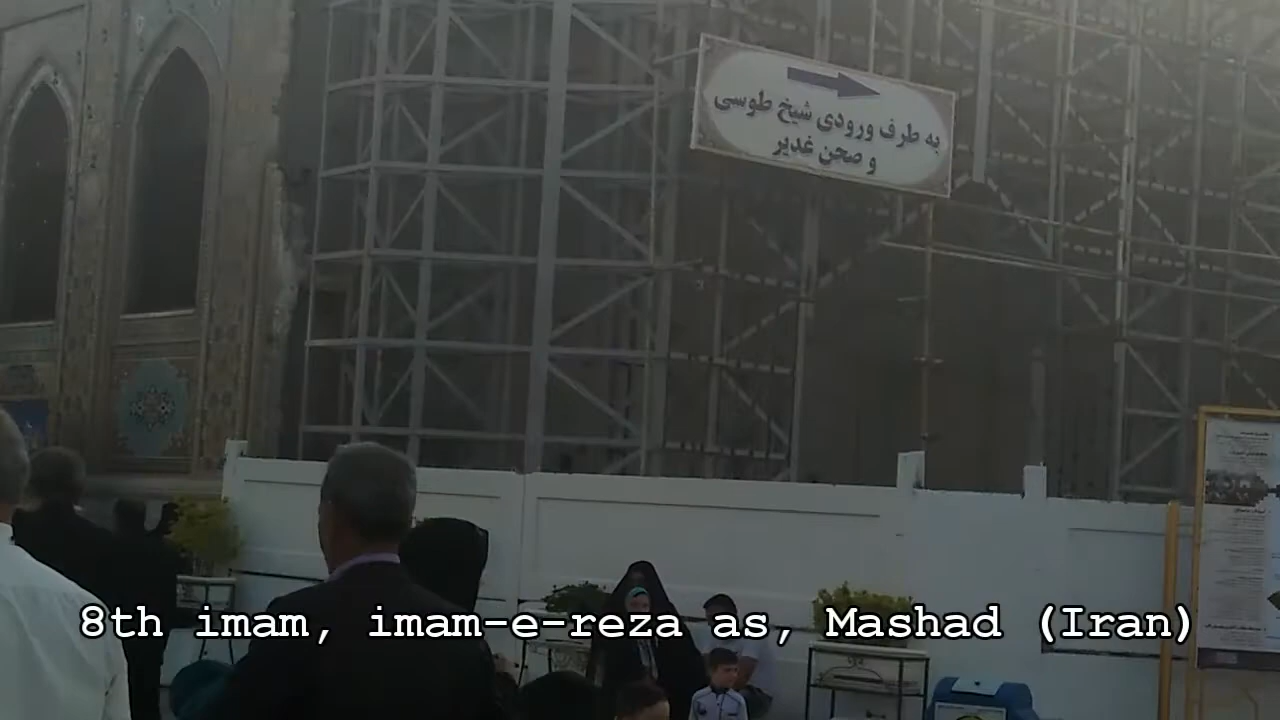 به طرف ورودی شیخ طوسی
و صحن غدیر
8th imam, imam-e-reza as, Mashad (Iran)